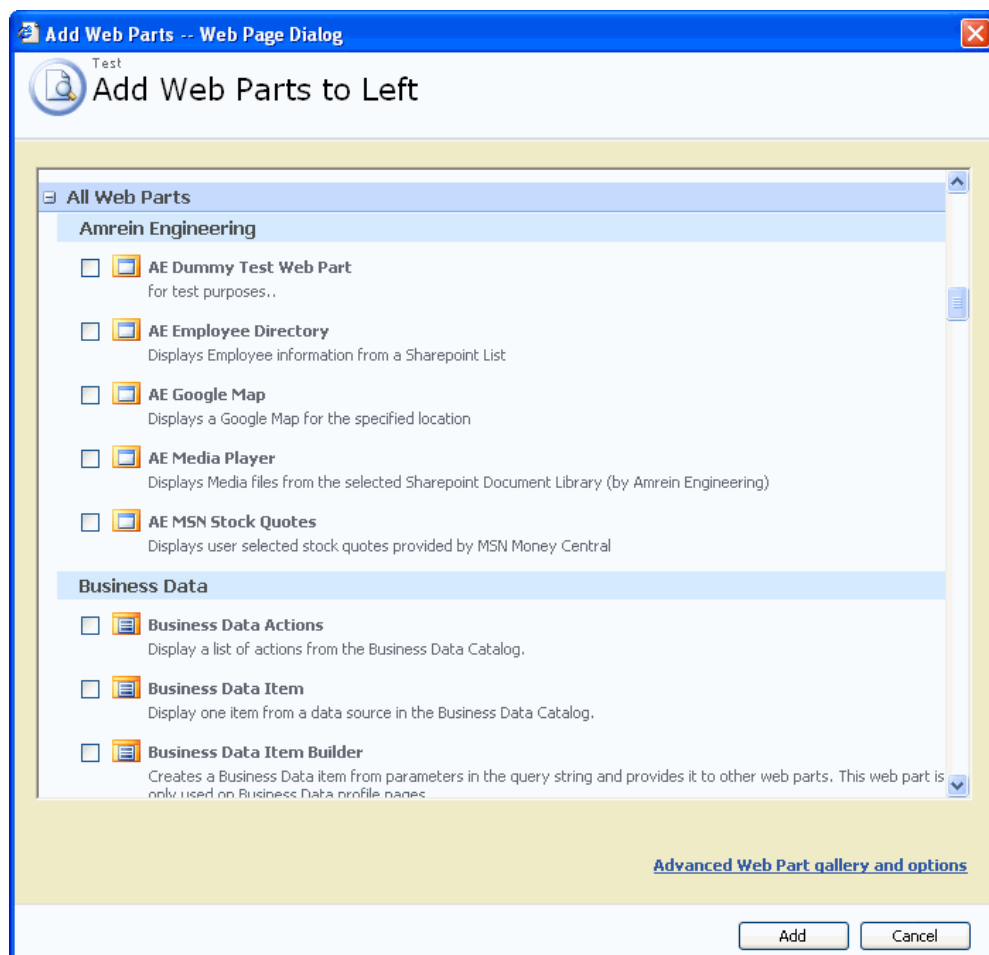 Add Web Parts -- Web Page Dialog
Test
Add Web Parts to Left
All Web Parts
Amrein Engineering
AE Dummy Test Web Part
for test purposes..
AE Employee Directory
Displays Employee information from a Sharepoint List
AE Google Map
Displays a Google Map for the specified location
AE Media Player
Displays Media files from the selected Sharepoint Document Library (by Amrein Engineering)
AE MSN Stock Quotes
Displays user selected stock quotes provided by MSN Money Central
Business Data
Business Data Actions
Display a list of actions from the Business Data Catalog.
Business Data Item
Display one item from a data source in the Business Data Catalog.
Business Data Item Builder
Creates a Business Data item from parameters in the query string and provides it to other web parts. This web part is
only used on Business Data profile pages
Advanced Web Part gallery and options
Add
Cancel